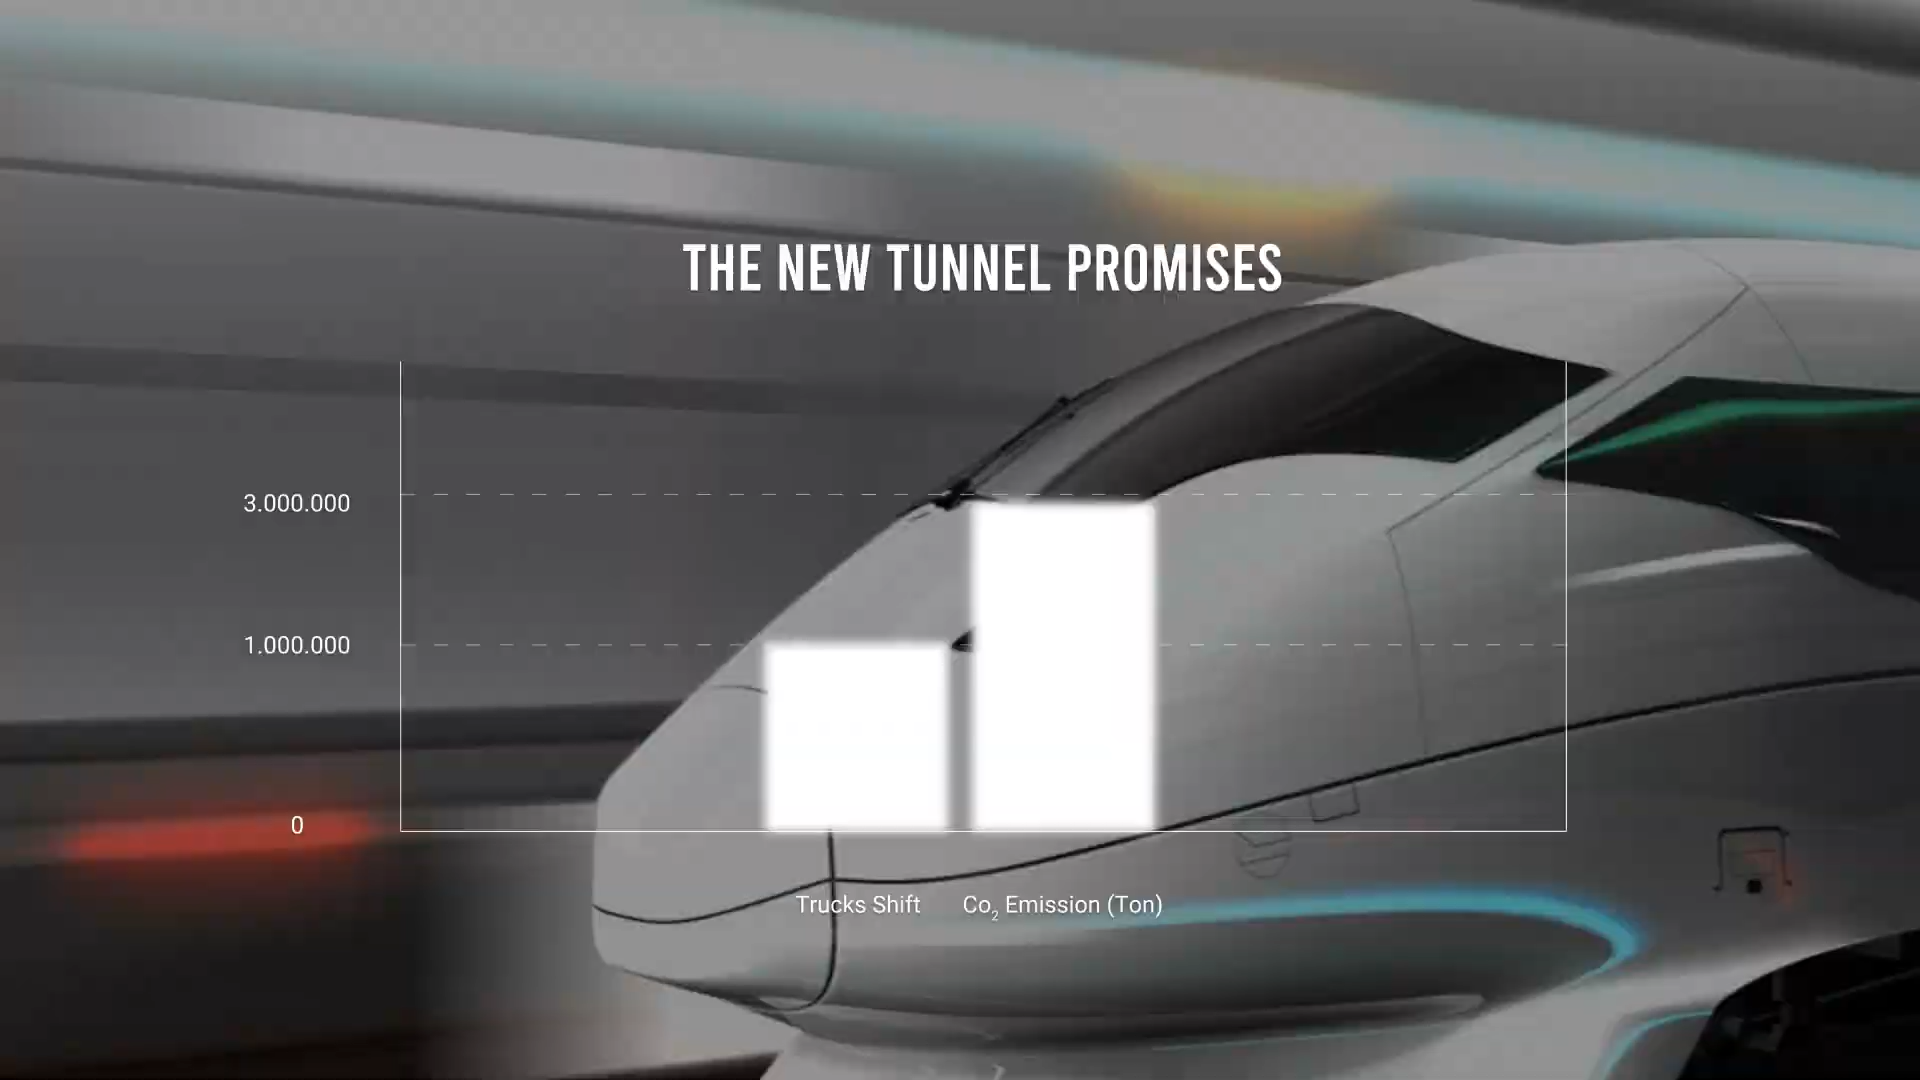 THE NEW TUNNEL PROMISES
3.000.000
1.000.000
0
Trucks Shift
Co₂ Emission (Ton)